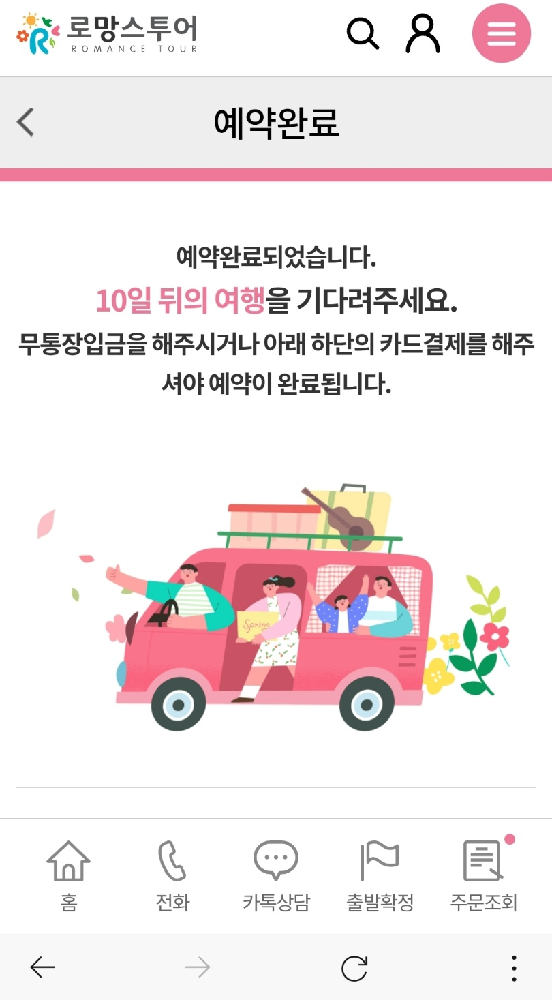 로망스투어
ROMANCE TOUR
예약완료
예약완료되었습니다.
10일 뒤의 여행을 기다려주세요.
무통장입금을 해주시거나 아래 하단의 카드결제를 해주
셔야 예약이 완료됩니다.
Spring
홈
전화
카톡상담
출발확정
주문조회